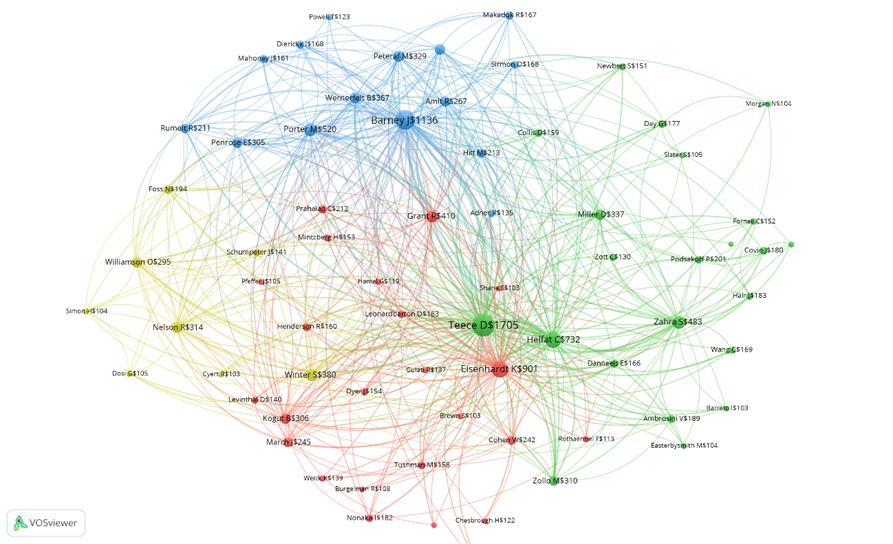 Powell T$123
Makadok R$167
Dierickx I$168
Mahoney J$161
Peteraf M$329
Sirmon D$168
Newbert S$151
Wernerfelt B$367
Amit R$267
Morgan N$104
Barney J$1136
Rumelt R$211
Porter M$520
Collis D$159
Day G$177
Penrose E$305
Hitt M$213
Slater S$105
Foss N$194
Prahalad C$212
Grant R$410
Adner R$135
Miller D$337
Fornell C$152
Mintzberg H$153
Schumpeter J$141
Zott C$130
Podsakoff P$201
Covin J$180
Williamson O$295
Pfeffer J$105
Hamel G$119
Shane S$103
Hair J$183
Simon H$104
Leonardbarton D$183
Nelson R$314
Henderson R$160
Teece D$1705
Zahra S$483
Helfat C$732
Wang C$169
Danneels E$166
Dosi G$105
Cyert R$103
Winter S$380
Gulati R$137
Eisenhardt K$901
Dyer J$154
Levinthal D$140
Barreto I$103
Kogut B$306
Brown S$103
Ambrosini V$189
March J$245
Cohen W$242
Rothaermel F$113
Easterbysmith M$104
Tushman M$158
Weick K$139
Burgelman R$108
Zollo M$310
Nonaka I$182
Chesbrough H$122
VOSviewer